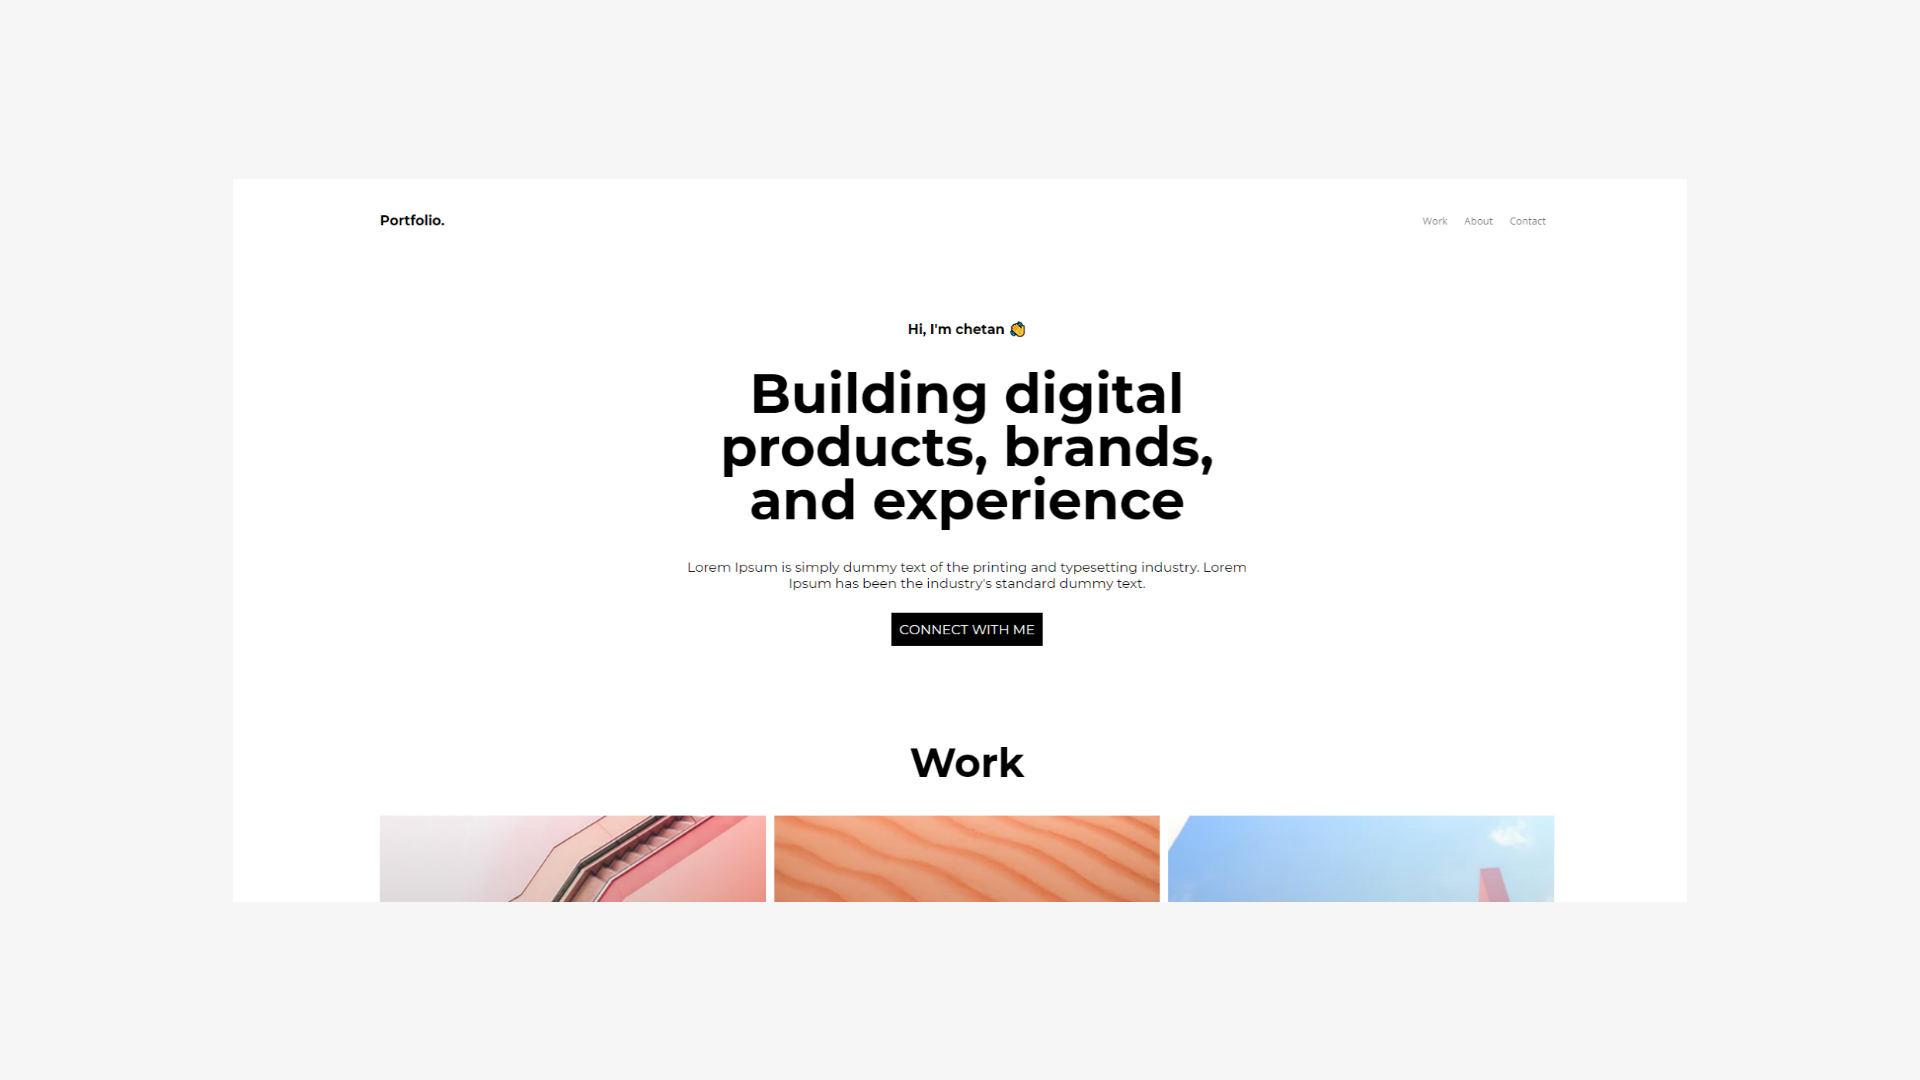 Portfolio.
Work About Contact
Hi, I'm chetan 👋
Building digital
products, brands,
and experience
Lorem Ipsum is simply dummy text of the printing and typesetting industry. Lorem
Ipsum has been the industry's standard dummy text.
CONNECT WITH ME
Work